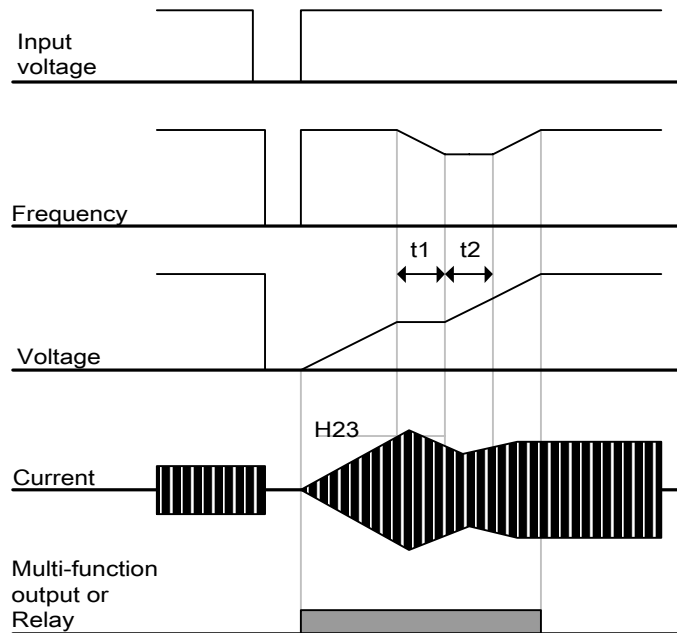 Input
voltage
Frequency
t1 t2
Voltage
H23
Current
Multi-function
output or
Relay